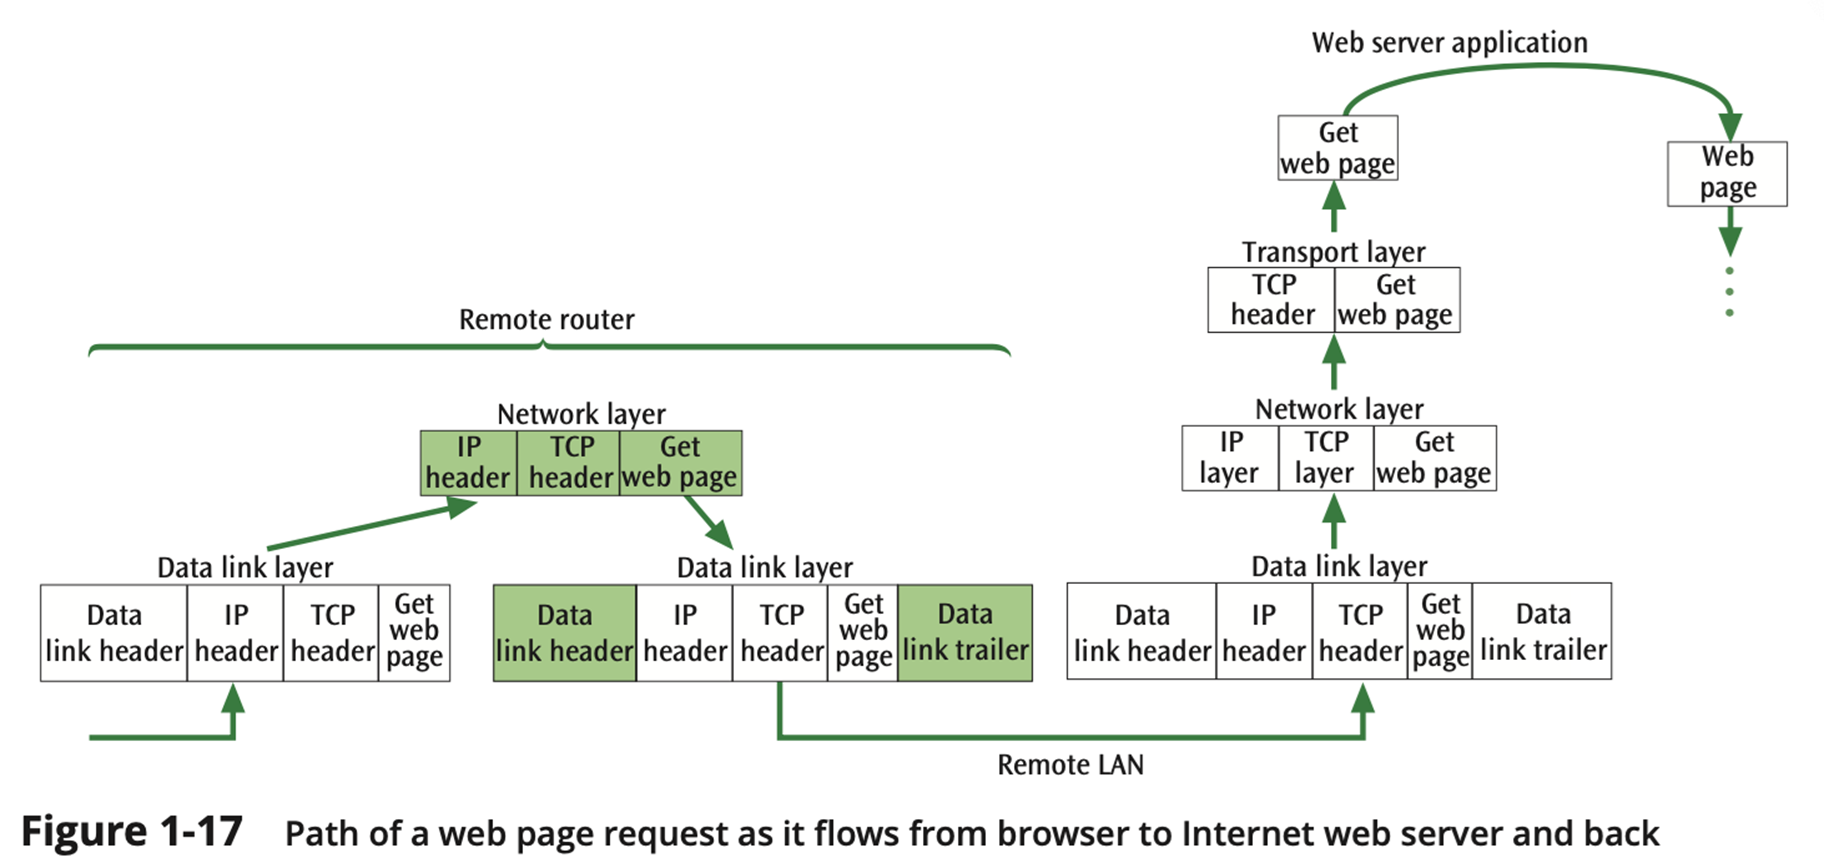 Web server application
Get
web page
Web
page
Transport layer
TCP
header
Get
web page
Remote router
Network layer
IP
header
TCP
header
Get
web page
Network layer
IP
layer
TCP
layer
Get
web page
Data link layer
Data
link header
IP
header
TCP
header
Get
web
page
Data link layer
Data
link header
IP
header
TCP
header
Get
web
page
Data
link trailer
Data link layer
Data
link header
IP
header
TCP
header
Get
web
page
Data
link trailer
Remote LAN
Figure 1-17 Path of a web page request as it flows from browser to Internet web server and back